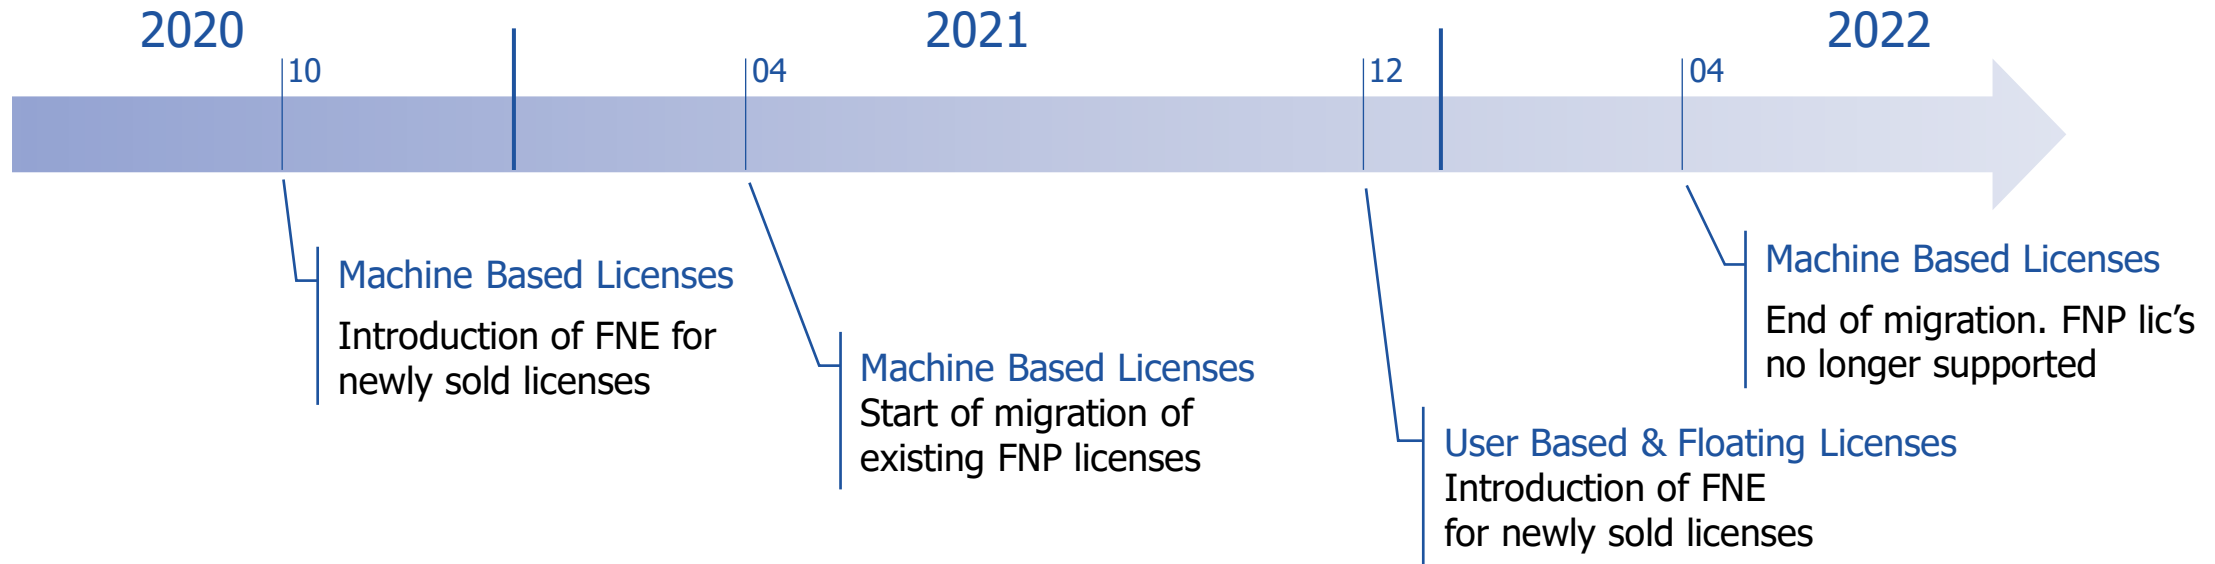 2020
2021
2022
10
04
12
04
Machine Based Licenses
Introduction of FNE for
newly sold licenses
Machine Based Licenses
Start of migration of
existing FNP licenses
User Based & Floating Licenses
Introduction of FNE
for newly sold licenses
Machine Based Licenses
End of migration. FNP lic’s
no longer supported